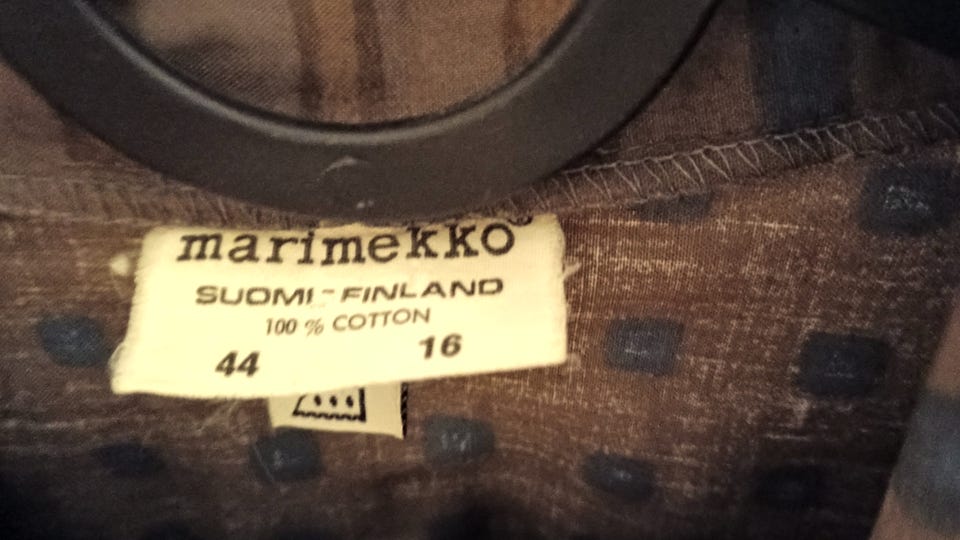 marimekko®
SUOMI-FINLAND
100 % COTTON
44 16